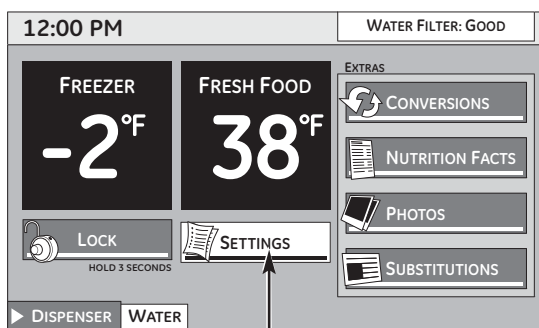 12:00 PM
WATER FILTER: GOOD
FREEZER
-2°F
FRESH FOOD
38°F
EXTRAS
CONVERSIONS
NUTRITION FACTS
PHOTOS
SUBSTITUTIONS
LOCK
HOLD 3 SECONDS
SETTINGS
DISPENSER WATER